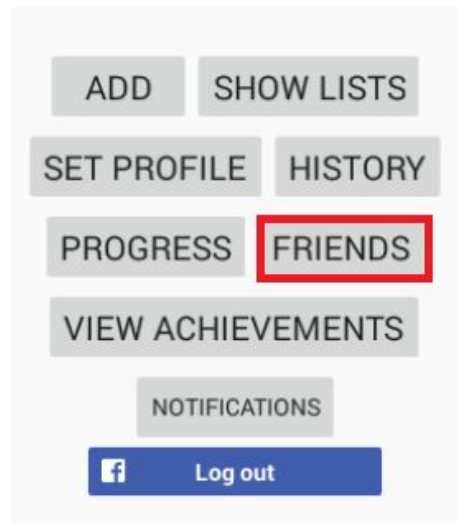 ADD SHOW LISTS
SET PROFILE HISTORY
PROGRESS FRIENDS
VIEW ACHIEVEMENTS
NOTIFICATIONS
Log out